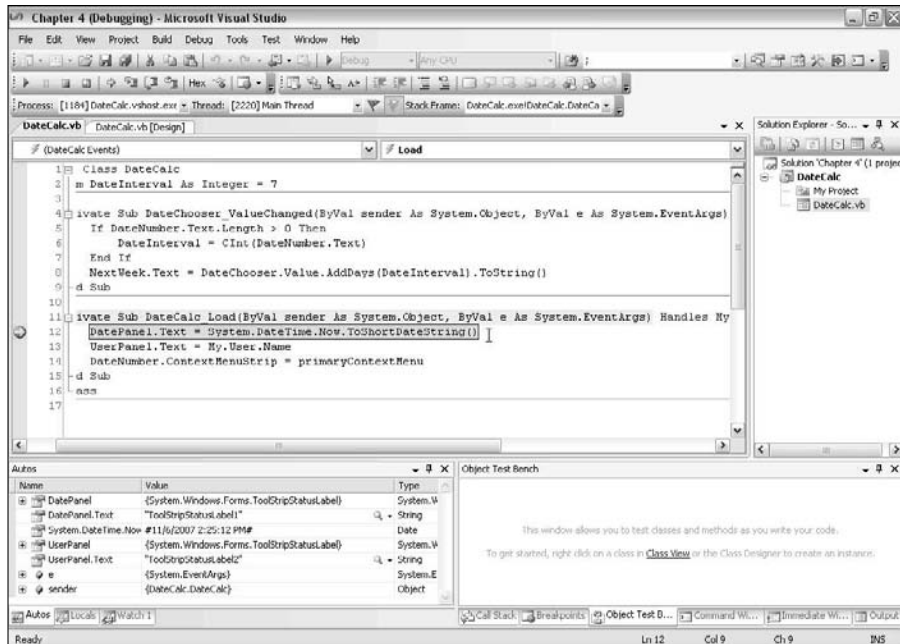 Chapter 4 (Debugging) - Microsoft Visual Studio
File Edit View Project Build Debug Tools Test Window Help
Debug Any CPU
Hex
Process: [1184] DateCalc.vshost.exe Thread: [2220] Main Thread Stack Frame: DateCalc.exe!DateCalc.DateCa
DateCalc.vb DateCalc.vb [Design]
(DateCalc Events) Load
1 Class DateCalc
2 m DateInterval As Integer = 7
3
4 ivate Sub DateChooser_ValueChanged(ByVal sender As System.Object, ByVal e As System.EventArgs)
5 If DateNumber.Text.Length > 0 Then
6 DateInterval = CInt(DateNumber.Text)
7 End If
8 NextWeek.Text = DateChooser.Value.AddDays(DateInterval).ToString()
9 d Sub
10
11 ivate Sub DateCalc_Load(ByVal sender As System.Object, ByVal e As System.EventArgs) Handles My
12 DatePanel.Text = System.DateTime.Now.ToShortDateString()
13 UserPanel.Text = My.User.Name
14 DateNumber.ContextMenuStrip = primaryContextMenu
15 d Sub
16 ass
17
Solution Explorer - So...
Solution 'Chapter 4' (1 projec
DateCalc
My Project
DateCalc.vb
Autos
Name Value Type
DatePanel {System.Windows.Forms.ToolStripStatusLabel} System.W
DatePanel.Text "ToolStripStatusLabel1" String
System.DateTime.Now #11/6/2007 2:25:12 PM# Date
UserPanel {System.Windows.Forms.ToolStripStatusLabel} System.W
UserPanel.Text "ToolStripStatusLabel2" String
e {System.EventArgs} System.E
sender {DateCalc.DateCalc} Object
Autos Locals Watch 1
Object Test Bench
This window allows you to test classes and methods as you write your code.
To get started, right click on a class in Class View or the Class Designer to create an instance.
Call Stack Breakpoints Object Test B... Command Wi... Immediate Wi... Output
Ready Ln 12 Col 9 Ch 9 INS